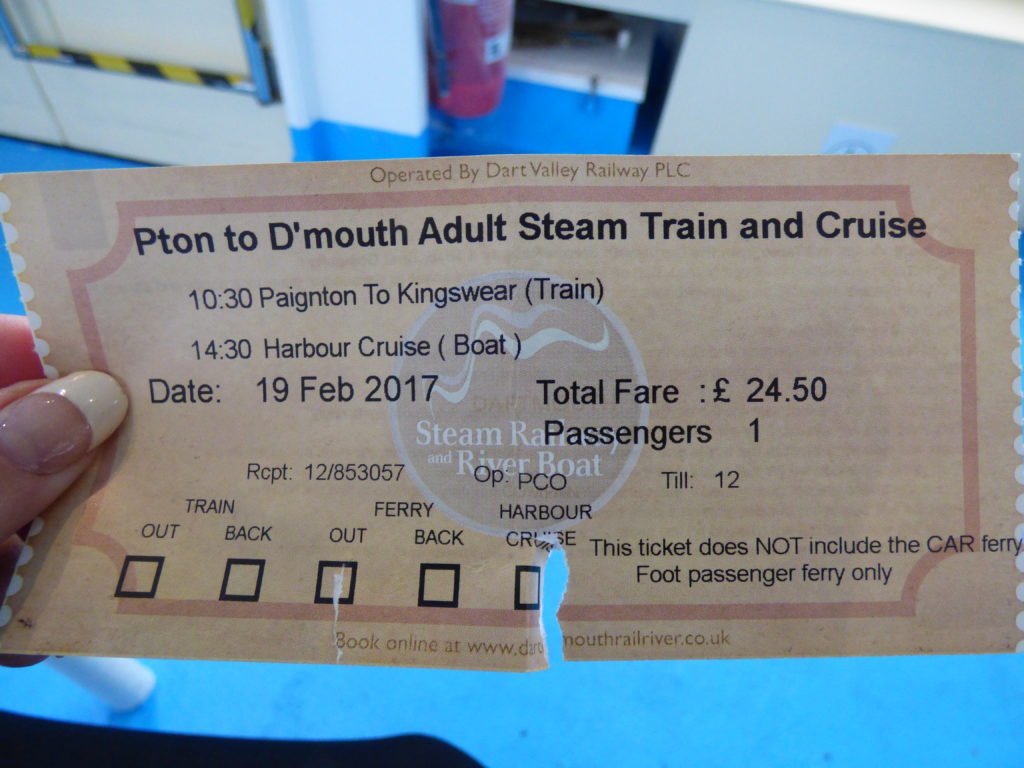 Operated By Dart Valley Railway PLC
Pton to D'mouth Adult Steam Train and Cruise
10:30 Paignton To Kingswear (Train)
14:30 Harbour Cruise ( Boat )
Date: 19 Feb 2017 Total Fare : £ 24.50
Passengers 1
Steam Railway
and River Boat
Rcpt: 12/853057 Op: PCO Till: 12
TRAIN FERRY HARBOUR
OUT BACK OUT BACK CRUISE
This ticket does NOT include the CAR ferry
Foot passenger ferry only
Book online at www.dartmouthrailriver.co.uk